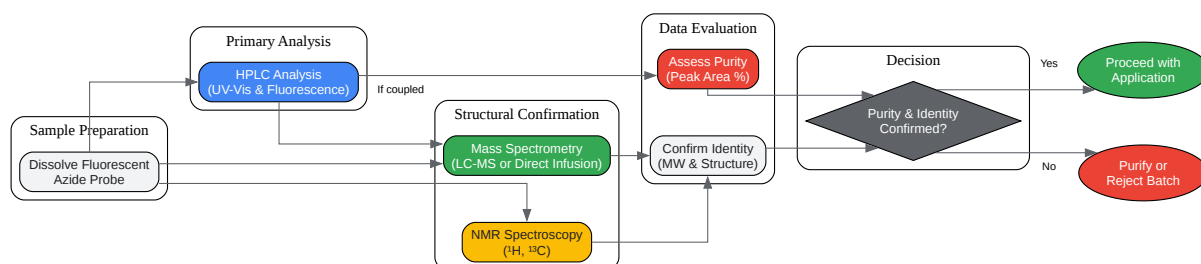 Sample Preparation
Dissolve Fluorescent
Azide Probe
Primary Analysis
HPLC Analysis
(UV-Vis & Fluorescence)
If coupled
Structural Confirmation
Mass Spectrometry
(LC-MS or Direct Infusion)
NMR Spectroscopy
(¹H, ¹³C)
Data Evaluation
Assess Purity
(Peak Area %)
Confirm Identity
(MW & Structure)
Decision
Purity & Identity
Confirmed?
Yes
Proceed with
Application
No
Purify or
Reject Batch